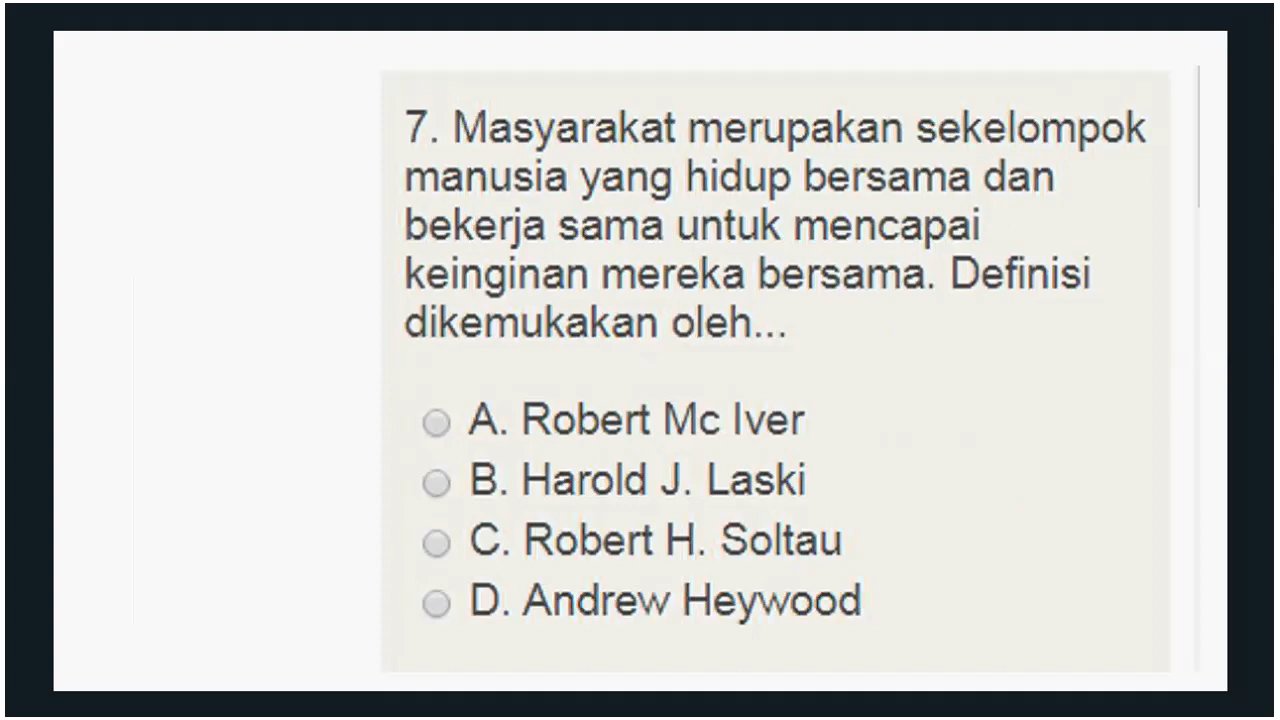 7. Masyarakat merupakan sekelompok
manusia yang hidup bersama dan
bekerja sama untuk mencapai
keinginan mereka bersama. Definisi
dikemukakan oleh...
A. Robert Mc Iver
B. Harold J. Laski
C. Robert H. Soltau
D. Andrew Heywood